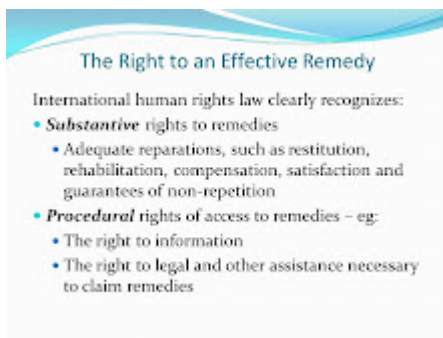 The Right to an Effective Remedy
International human rights law clearly recognizes:
• Substantive rights to remedies
• Adequate reparations, such as restitution,
rehabilitation, compensation, satisfaction and
guarantees of non-repetition
• Procedural rights of access to remedies – eg:
• The right to information
• The right to legal and other assistance necessary
to claim remedies